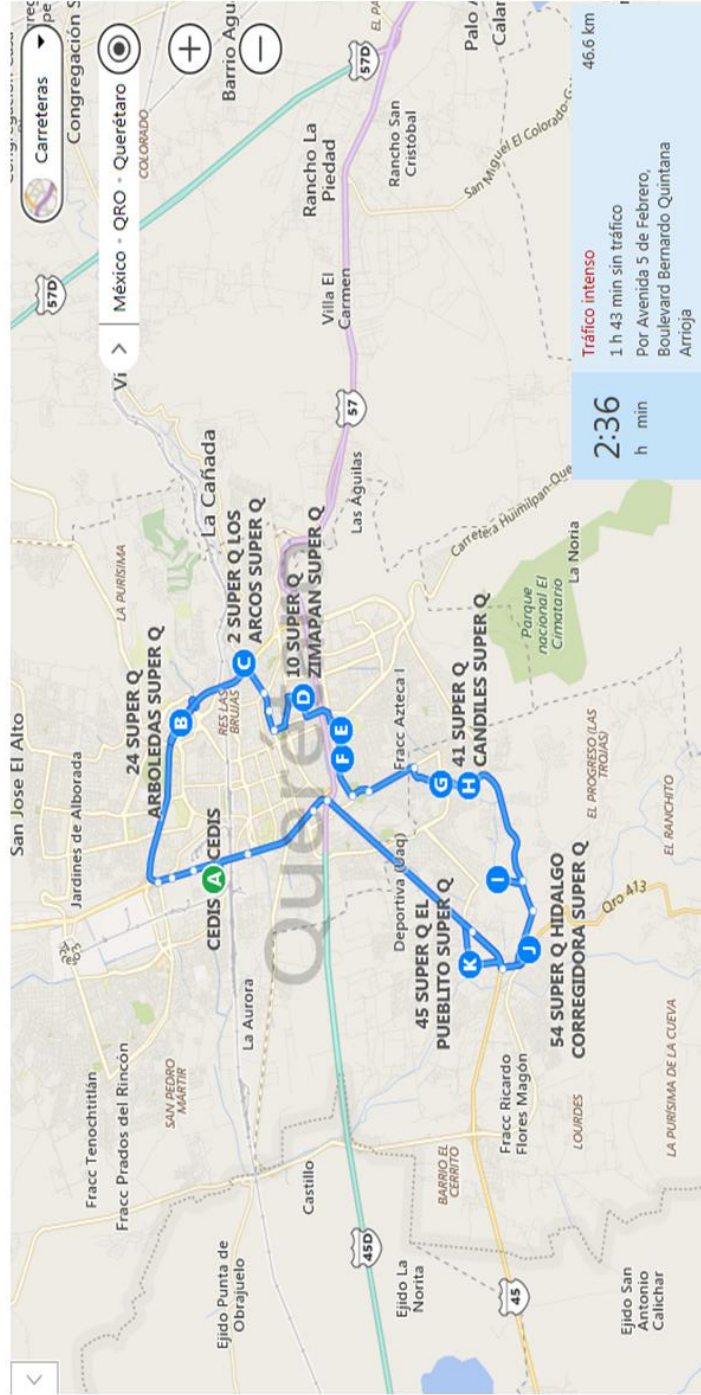 San Jose El Alto
Congregación S
Carreteras
México · QRO · Querétaro
COLORADO
Barrio Agu
EL PA
Palo A
Calar
57D
57D
Jardines de Alborada
LA PURÍSIMA
24 SUPER Q
ARBOLEDAS SUPER Q
B
La Cañada
Vi
Villa El
Carmen
Rancho La
Piedad
Rancho San
Cristóbal
San Miguel El Colorado-G
Fracc Tenochtitlán
Fracc Prados del Rincón
SAN PEDRO
MÁRTIR
CEDIS
A
CEDIS
RES LAS
BRUJAS
C
2 SUPER Q LOS
ARCOS SUPER Q
La Aurora
10 SUPER Q
ZIMAPAN SUPER Q
D
Querétaro
57
Las Águilas
Ejido Punta de
Obrajuelo
Castillo
E
F
Fracc Azteca I
Carretera Huimilpan-Que
Deportiva (Uaq)
G
H
41 SUPER Q
CANDILES SUPER Q
Parque
nacional El
Cimatario
La Noria
45D
Ejido La
Norita
45 SUPER Q EL
PUEBLITO SUPER Q
K
I
J
BARRIO EL
CERRITO
Fracc Ricardo
Flores Magón
54 SUPER Q HIDALGO
CORREGIDORA SUPER Q
EL PROGRESO (LAS
TROJAS)
45
LOURDES
Qro 413
EL RANCHITO
LA PURÍSIMA DE LA CUEVA
Ejido San
Antonio
Calichar
2:36
h min
Tráfico intenso
1 h 43 min sin tráfico
46.6 km
Por Avenida 5 de Febrero,
Boulevard Bernardo Quintana
Arrioja